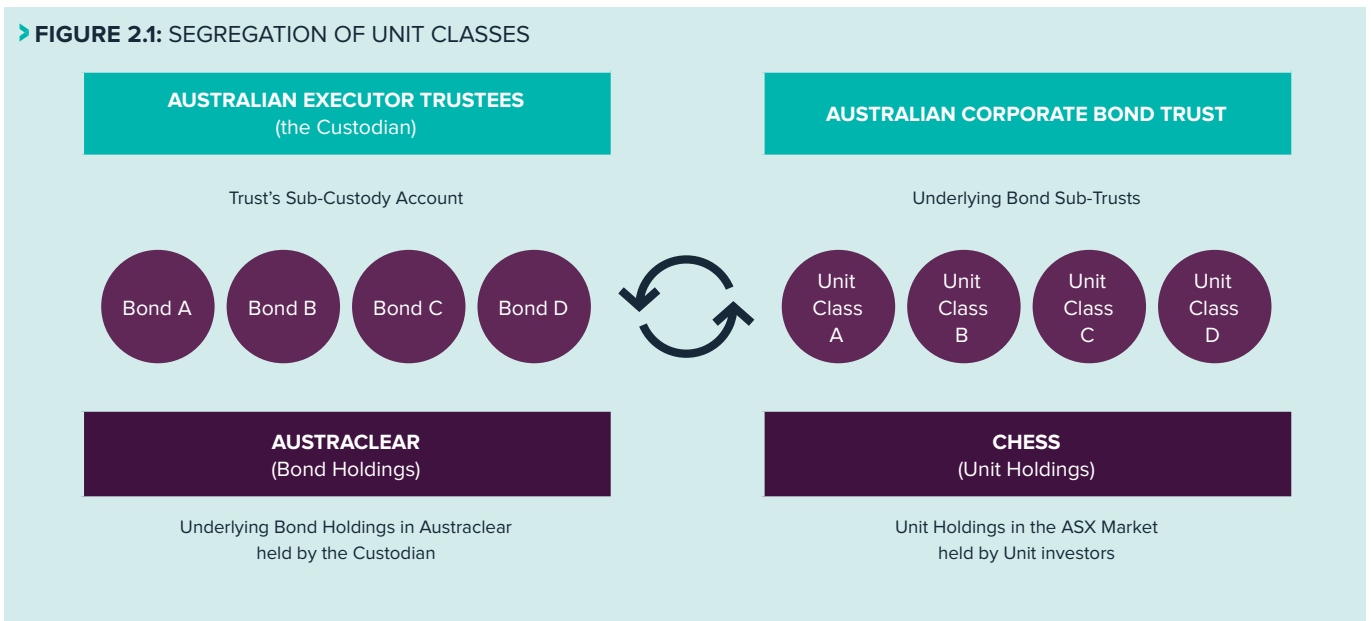 FIGURE 2.1: SEGREGATION OF UNIT CLASSES
AUSTRALIAN EXECUTOR TRUSTEES
(the Custodian)
AUSTRALIAN CORPORATE BOND TRUST
Trust's Sub-Custody Account
Underlying Bond Sub-Trusts
Bond A
Bond B
Bond C
Bond D
Unit
Class
A
Unit
Class
B
Unit
Class
C
Unit
Class
D
AUSTRACLEAR
(Bond Holdings)
CHESS
(Unit Holdings)
Underlying Bond Holdings in Austraclear
held by the Custodian
Unit Holdings in the ASX Market
held by Unit investors